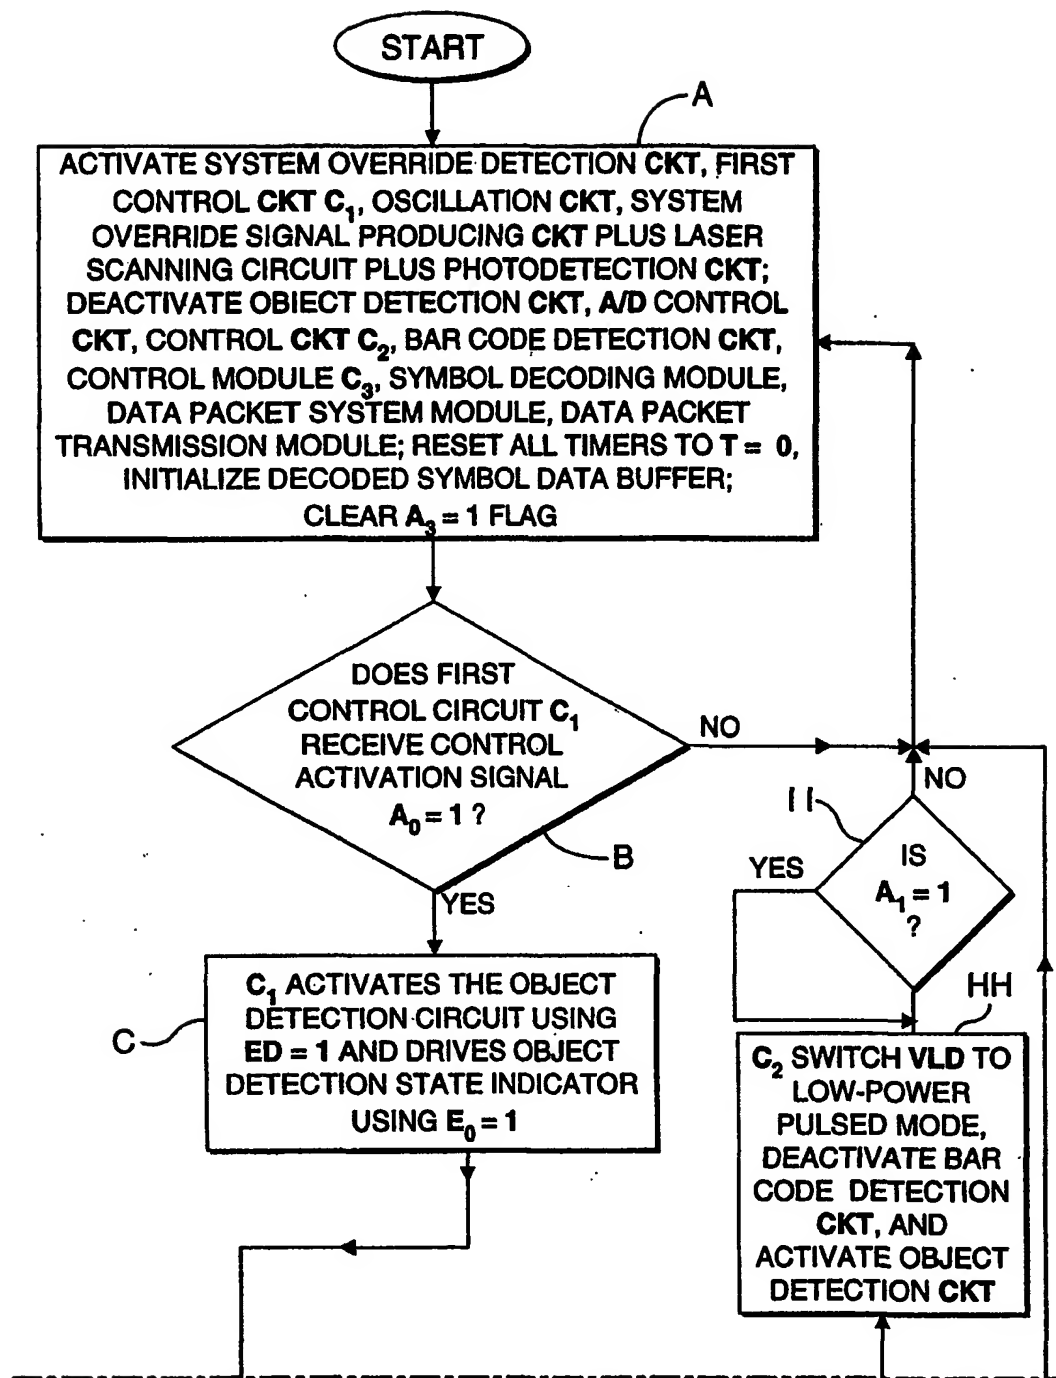 START
A
ACTIVATE SYSTEM OVERRIDE DETECTION CKT, FIRST
CONTROL CKT C₁, OSCILLATION CKT, SYSTEM
OVERRIDE SIGNAL PRODUCING CKT PLUS LASER
SCANNING CIRCUIT PLUS PHOTODETECTION CKT;
DEACTIVATE OBIECT DETECTION CKT, A/D CONTROL
CKT, CONTROL CKT C₂, BAR CODE DETECTION CKT,
CONTROL MODULE C₃, SYMBOL DECODING MODULE,
DATA PACKET SYSTEM MODULE, DATA PACKET
TRANSMISSION MODULE; RESET ALL TIMERS TO T = 0,
INITIALIZE DECODED SYMBOL DATA BUFFER;
CLEAR A₃ = 1 FLAG
DOES FIRST
CONTROL CIRCUIT C₁
RECEIVE CONTROL
ACTIVATION SIGNAL
A₀ = 1 ?
NO
B
YES
NO
II
YES
IS
A₁ = 1
?
C
C₁ ACTIVATES THE OBJECT
DETECTION CIRCUIT USING
ED = 1 AND DRIVES OBJECT
DETECTION STATE INDICATOR
USING E₀ = 1
HH
C₂ SWITCH VLD TO
LOW-POWER
PULSED MODE,
DEACTIVATE BAR
CODE DETECTION
CKT, AND
ACTIVATE OBJECT
DETECTION CKT